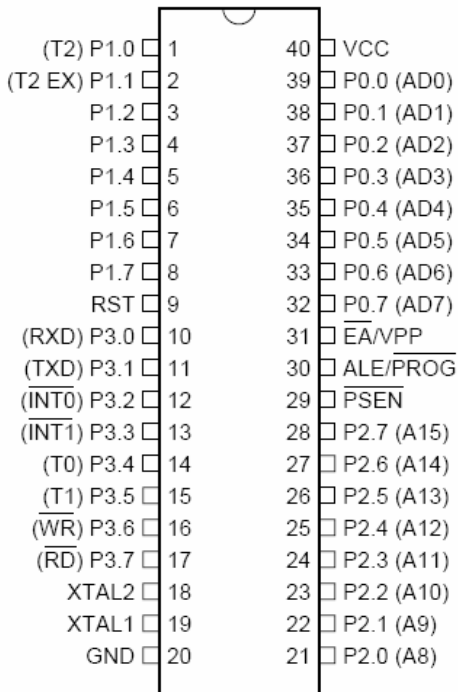 (T2) P1.0 1 40 VCC
(T2 EX) P1.1 2 39 P0.0 (AD0)
P1.2 3 38 P0.1 (AD1)
P1.3 4 37 P0.2 (AD2)
P1.4 5 36 P0.3 (AD3)
P1.5 6 35 P0.4 (AD4)
P1.6 7 34 P0.5 (AD5)
P1.7 8 33 P0.6 (AD6)
RST 9 32 P0.7 (AD7)
(RXD) P3.0 10 31 E̅A̅/VPP
(TXD) P3.1 11 30 ALE/P̅R̅O̅G̅
(I̅N̅T̅0̅) P3.2 12 29 P̅S̅E̅N̅
(I̅N̅T̅1̅) P3.3 13 28 P2.7 (A15)
(T0) P3.4 14 27 P2.6 (A14)
(T1) P3.5 15 26 P2.5 (A13)
(W̅R̅) P3.6 16 25 P2.4 (A12)
(R̅D̅) P3.7 17 24 P2.3 (A11)
XTAL2 18 23 P2.2 (A10)
XTAL1 19 22 P2.1 (A9)
GND 20 21 P2.0 (A8)